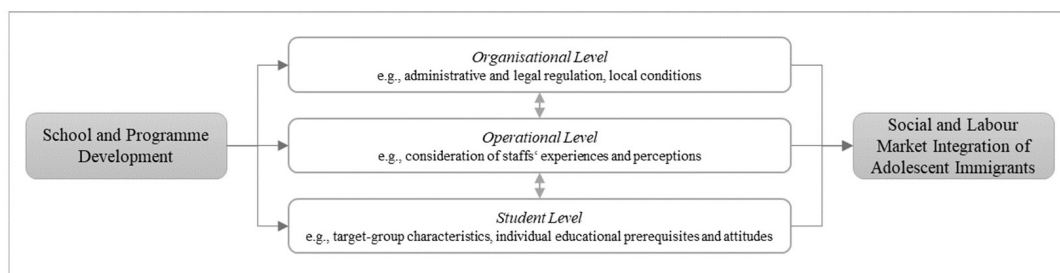 Organisational Level
e.g., administrative and legal regulation, local conditions
School and Programme
Development
Operational Level
e.g., consideration of staffs‘ experiences and perceptions
Social and Labour
Market Integration of
Adolescent Immigrants
Student Level
e.g., target-group characteristics, individual educational prerequisites and attitudes